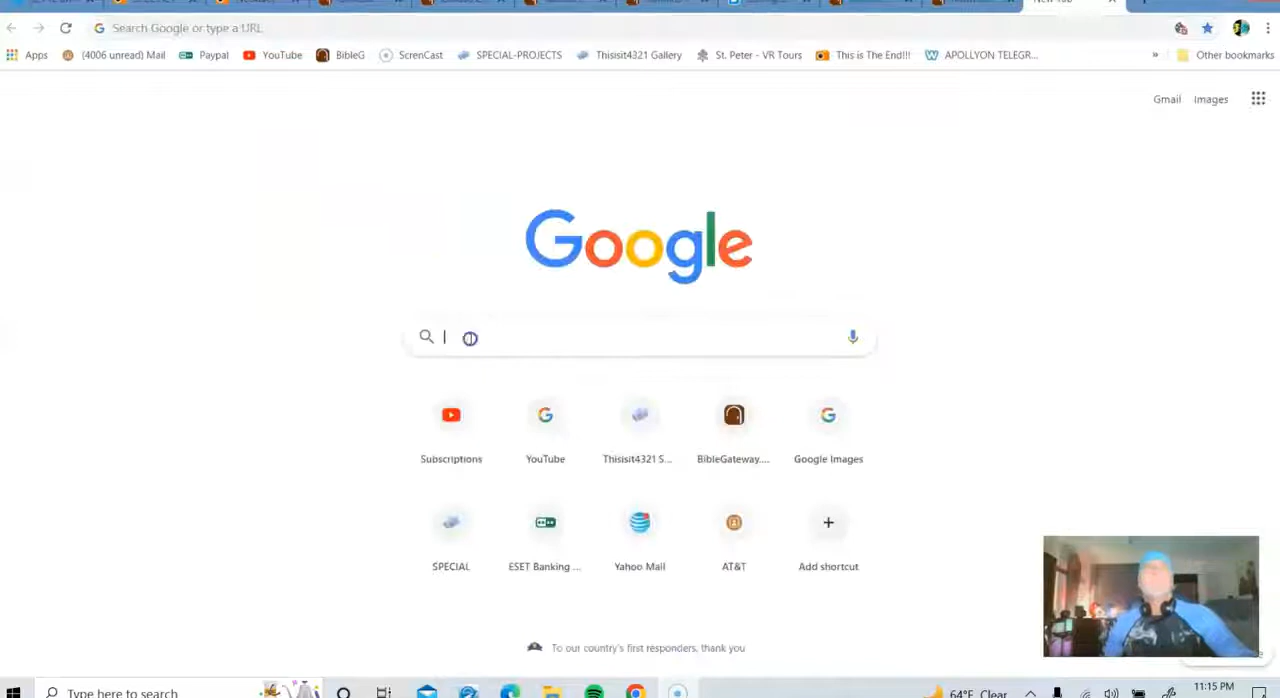 Search Google or type a URL
Apps (4006 unread) Mail Paypal YouTube BibleG ScrenCast SPECIAL-PROJECTS Thisisit4321 Gallery St. Peter - VR Tours This is The End!!! APOLLYON TELEGR... » Other bookmarks
Gmail Images
Google
Subscriptions YouTube Thisisit4321 S... BibleGateway.... Google Images
SPECIAL ESET Banking ... Yahoo Mail AT&T Add shortcut
To our country's first responders, thank you
Type here to search 64°F Clear 11:15 PM